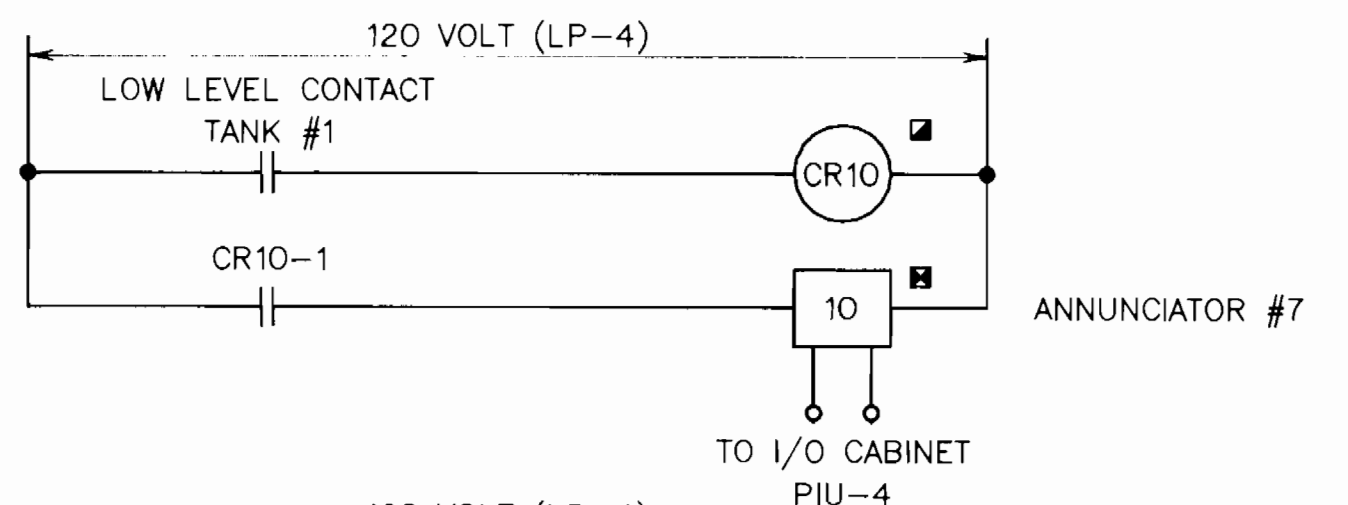 120 VOLT (LP-4)
LOW LEVEL CONTACT
TANK #1
CR10
CR10-1
10
ANNUNCIATOR #7
TO I/O CABINET
PIU-4